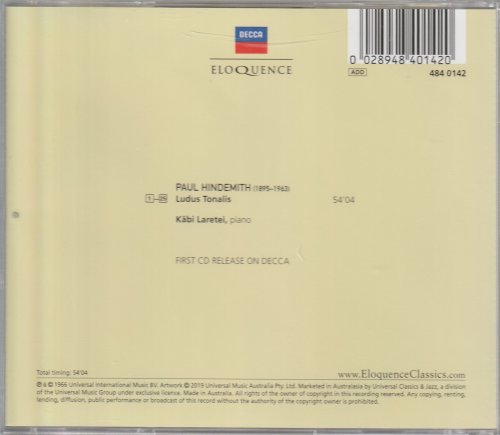 DECCA
ELOQUENCE
0 028948 401420
ADD
484 0142
PAUL HINDEMITH (1895–1963)
1–25 Ludus Tonalis 54'04
Käbi Laretei, piano
FIRST CD RELEASE ON DECCA
Total timing: 54'04
www.EloquenceClassics.com
℗ & © 1966 Universal International Music BV. Artwork © 2019 Universal Music Australia Pty. Ltd. Marketed in Australasia by Universal Classics & Jazz, a division
of the Universal Music Group under exclusive licence. Made in Australia. All rights of the owner of copyright in this recording reserved. Any copying, renting,
lending, diffusion, public performance or broadcast of this record without the authority of the copyright owner is prohibited.